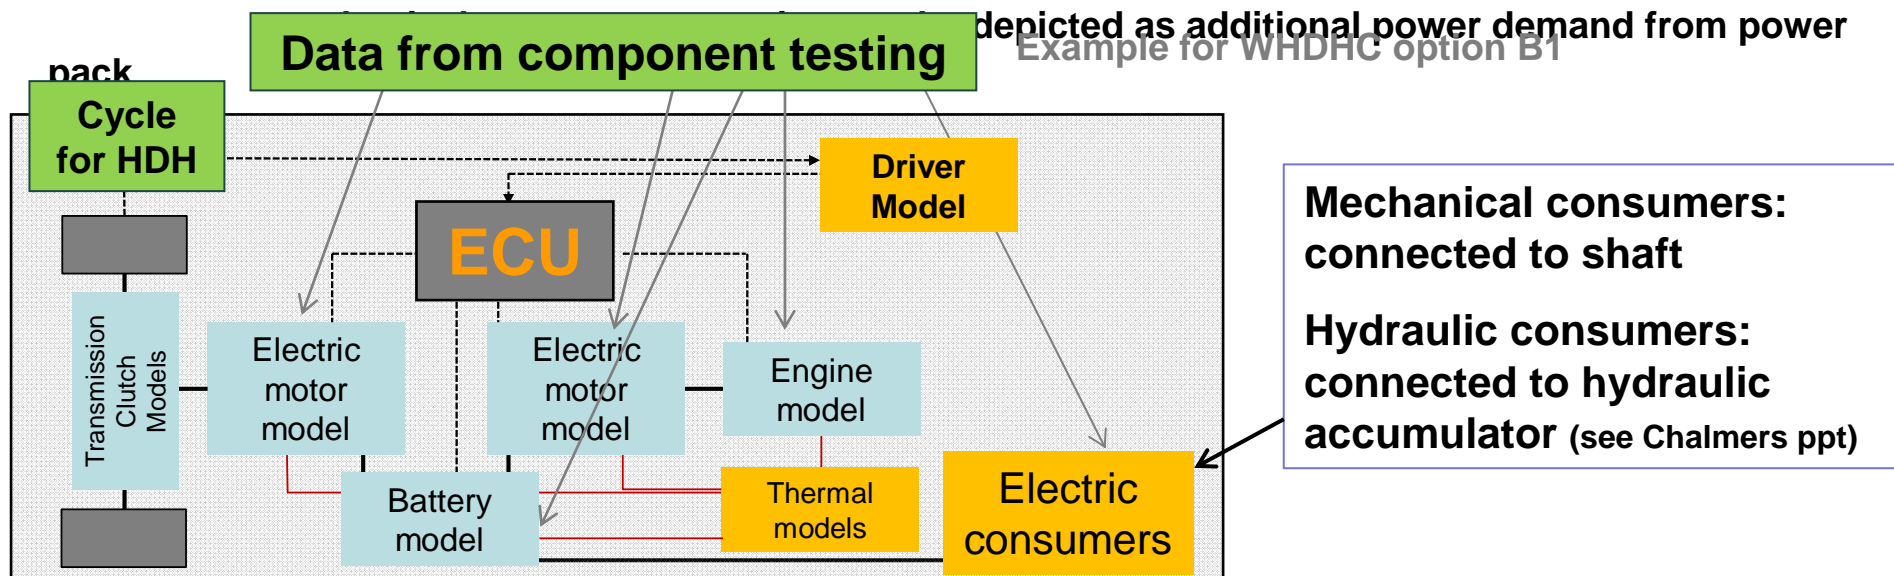 depicted as additional power demand from power
pack
Data from component testing
Example for WHDHC option B1
Cycle
for HDH
Driver
Model
ECU
Mechanical consumers:
connected to shaft
Hydraulic consumers:
connected to hydraulic
accumulator (see Chalmers ppt)
Transmission
Clutch
Models
Electric
motor
model
Electric
motor
model
Engine
model
Battery
model
Thermal
models
Electric
consumers